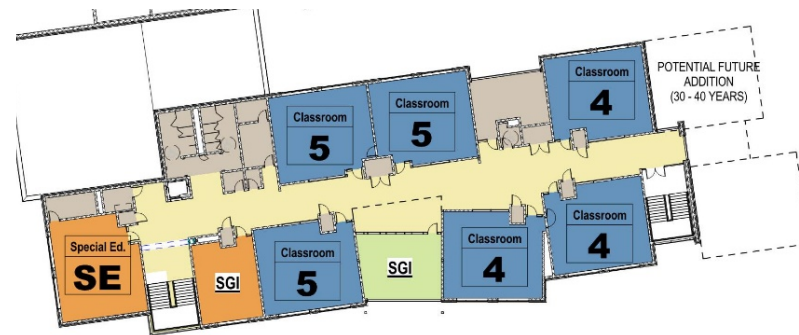 Classroom
5
Classroom
5
Classroom
4
POTENTIAL FUTURE
ADDITION
(30 - 40 YEARS)
Special Ed.
SE
SGI
Classroom
5
SGI
Classroom
4
Classroom
4